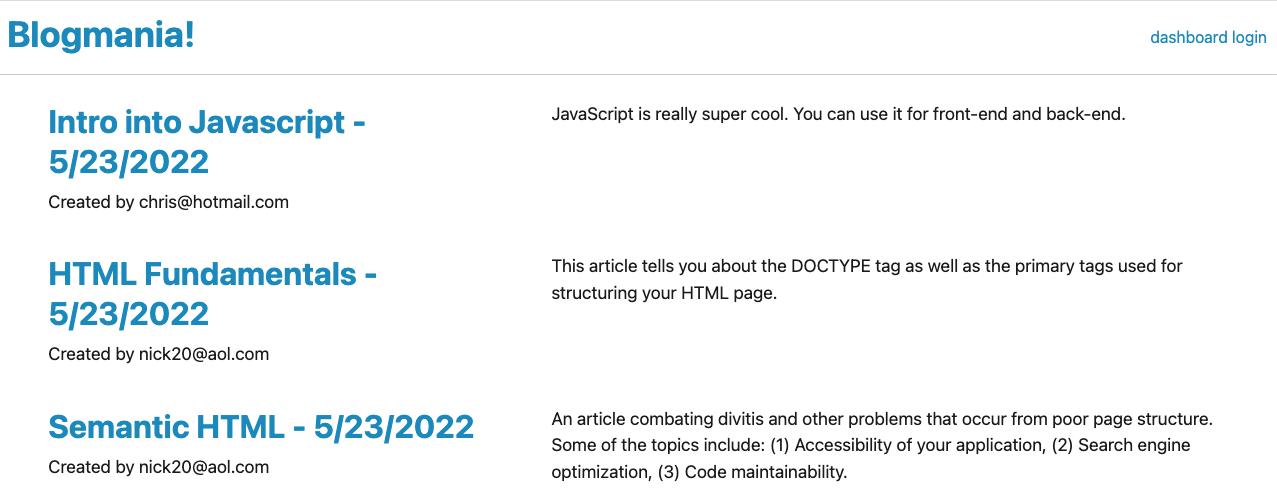 Blogmania!
dashboard login
Intro into Javascript -
5/23/2022
Created by chris@hotmail.com
JavaScript is really super cool. You can use it for front-end and back-end.
HTML Fundamentals -
5/23/2022
Created by nick20@aol.com
This article tells you about the DOCTYPE tag as well as the primary tags used for
structuring your HTML page.
Semantic HTML - 5/23/2022
Created by nick20@aol.com
An article combating divitis and other problems that occur from poor page structure.
Some of the topics include: (1) Accessibility of your application, (2) Search engine
optimization, (3) Code maintainability.